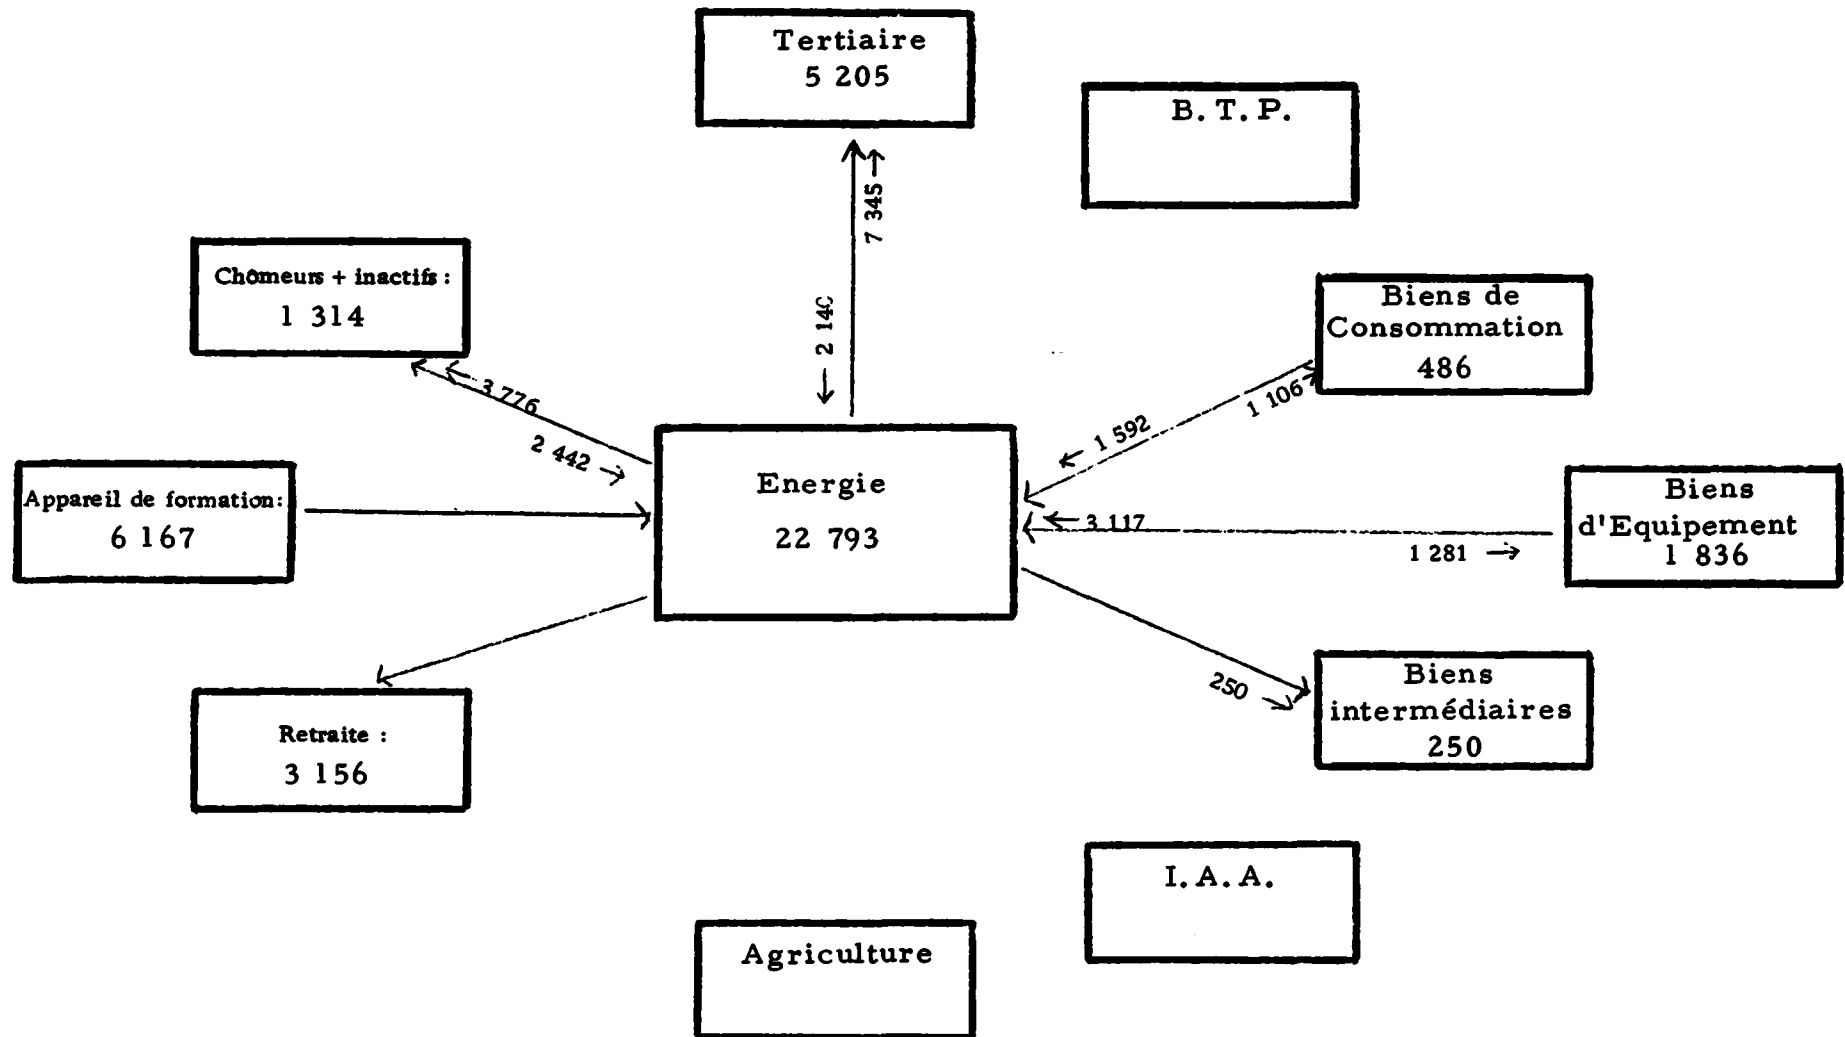 Tertiaire
5 205
B. T. P.
7 345
2 140
Chômeurs + inactifs :
1 314
3 776
2 442
Biens de
Consommation
486
1 106
1 592
Appareil de formation:
6 167
Energie
22 793
3 117
1 281
Biens
d'Equipement
1 836
Retraite :
3 156
250
Biens
intermédiaires
250
I. A. A.
Agriculture